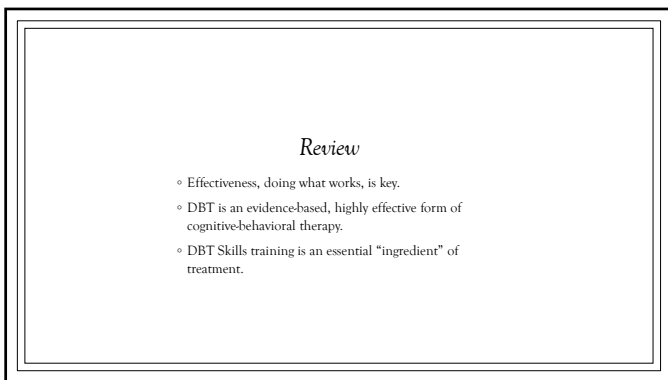 Review
◦ Effectiveness, doing what works, is key.
◦ DBT is an evidence-based, highly effective form of
cognitive-behavioral therapy.
◦ DBT Skills training is an essential “ingredient” of
treatment.